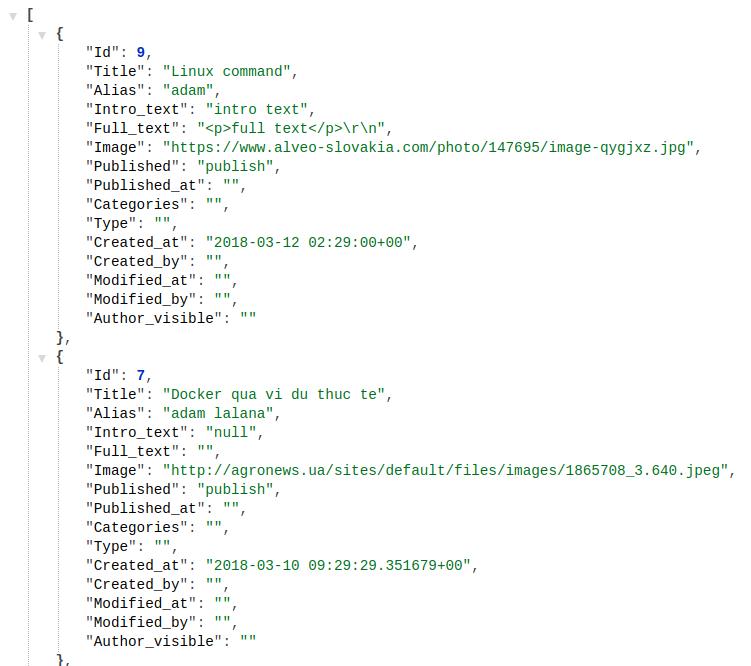 [
{
"Id": 9,
"Title": "Linux command",
"Alias": "adam",
"Intro_text": "intro text",
"Full_text": "<p>full text</p>\r\n",
"Image": "https://www.alveo-slovakia.com/photo/147695/image-qygjxz.jpg",
"Published": "publish",
"Published_at": "",
"Categories": "",
"Type": "",
"Created_at": "2018-03-12 02:29:00+00",
"Created_by": "",
"Modified_at": "",
"Modified_by": "",
"Author_visible": ""
},
{
"Id": 7,
"Title": "Docker qua vi du thuc te",
"Alias": "adam lalana",
"Intro_text": "null",
"Full_text": "",
"Image": "http://agronews.ua/sites/default/files/images/1865708_3.640.jpeg",
"Published": "publish",
"Published_at": "",
"Categories": "",
"Type": "",
"Created_at": "2018-03-10 09:29:29.351679+00",
"Created_by": "",
"Modified_at": "",
"Modified_by": "",
"Author_visible": ""
},